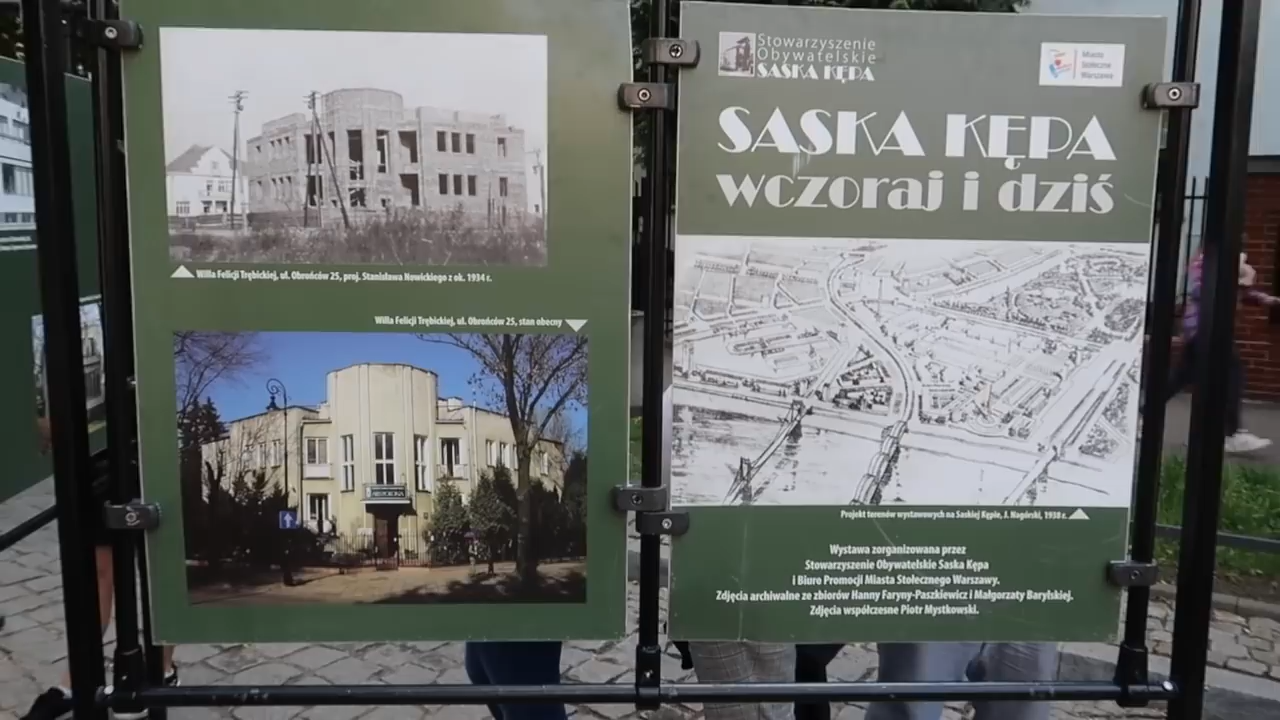 Willa Felicji Trębickiej, ul. Obrońców 25, proj. Stanisława Nowickiego z ok. 1934 r.
Willa Felicji Trębickiej, ul. Obrońców 25, stan obecny
Stowarzyszenie
Obywatelskie
SASKA KĘPA
Miasto
Stołeczne
Warszawa
SASKA KĘPA
wczoraj i dziś
Projekt terenów wystawowych na Saskiej Kępie, J. Nagórski, 1938 r.
Wystawa zorganizowana przez
Stowarzyszenie Obywatelskie Saska Kępa
i Biuro Promocji Miasta Stołecznego Warszawy.
Zdjęcia archiwalne ze zbiorów Hanny Faryny-Paszkiewicz i Małgorzaty Barylskiej.
Zdjęcia współczesne Piotr Mystkowski.